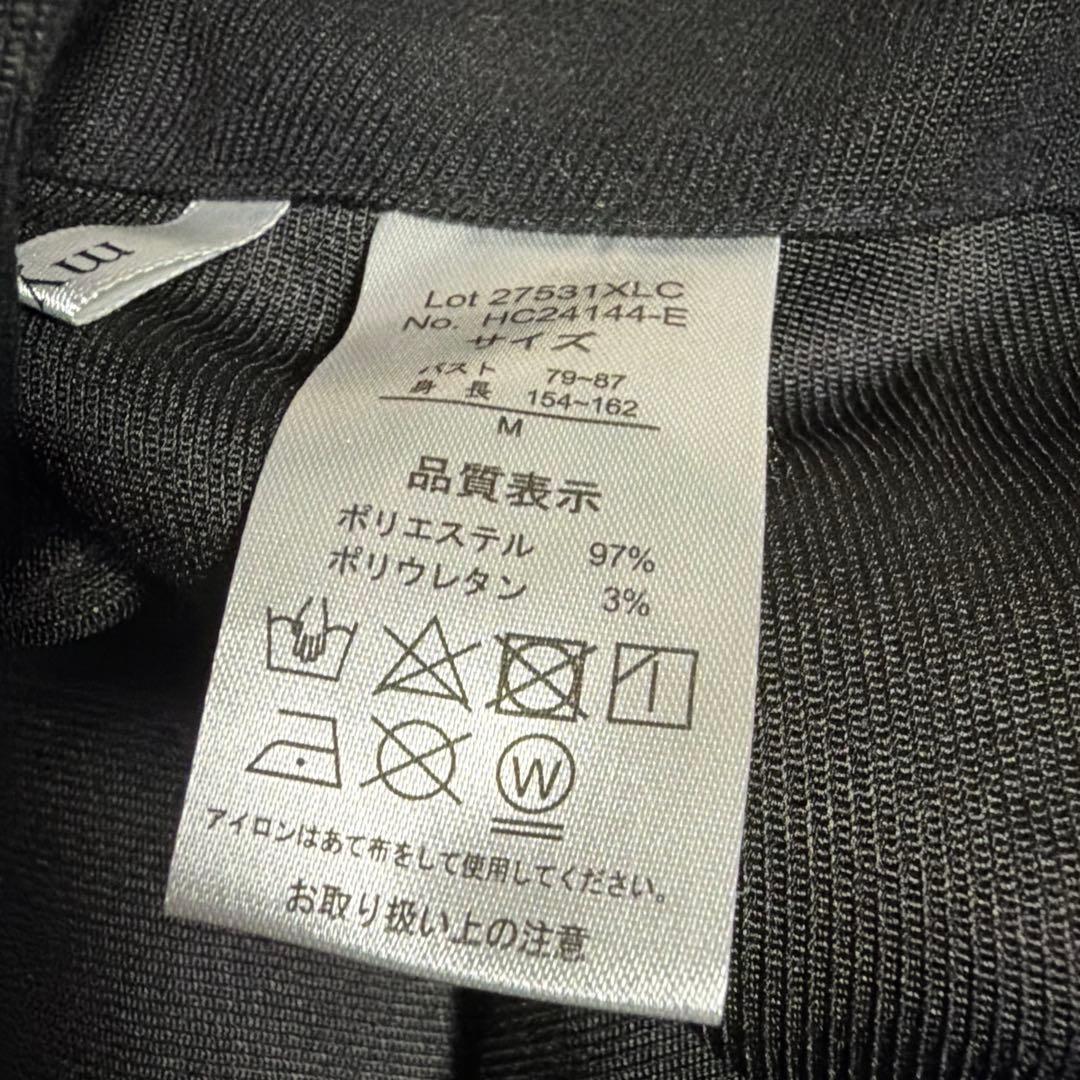 my
Lot 27531XLC
No. HC24144-E
サイズ
バスト 79~87
身長 154~162
M
品質表示
ポリエステル 97%
ポリウレタン 3%
W
アイロンはあて布をして使用してください。
お取り扱い上の注意